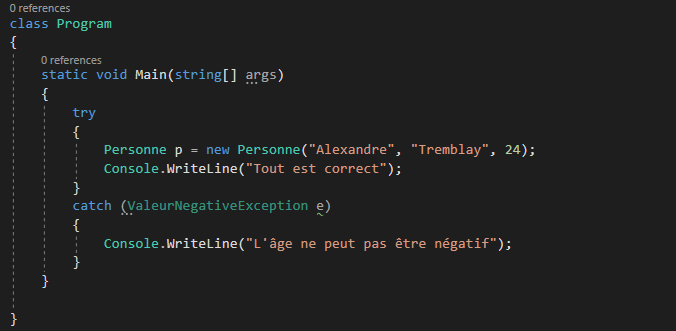 0 references
class Program
{
0 references
static void Main(string[] args)
{
try
{
Personne p = new Personne("Alexandre", "Tremblay", 24);
Console.WriteLine("Tout est correct");
}
catch (ValeurNegativeException e)
{
Console.WriteLine("L'âge ne peut pas être négatif");
}
}
}